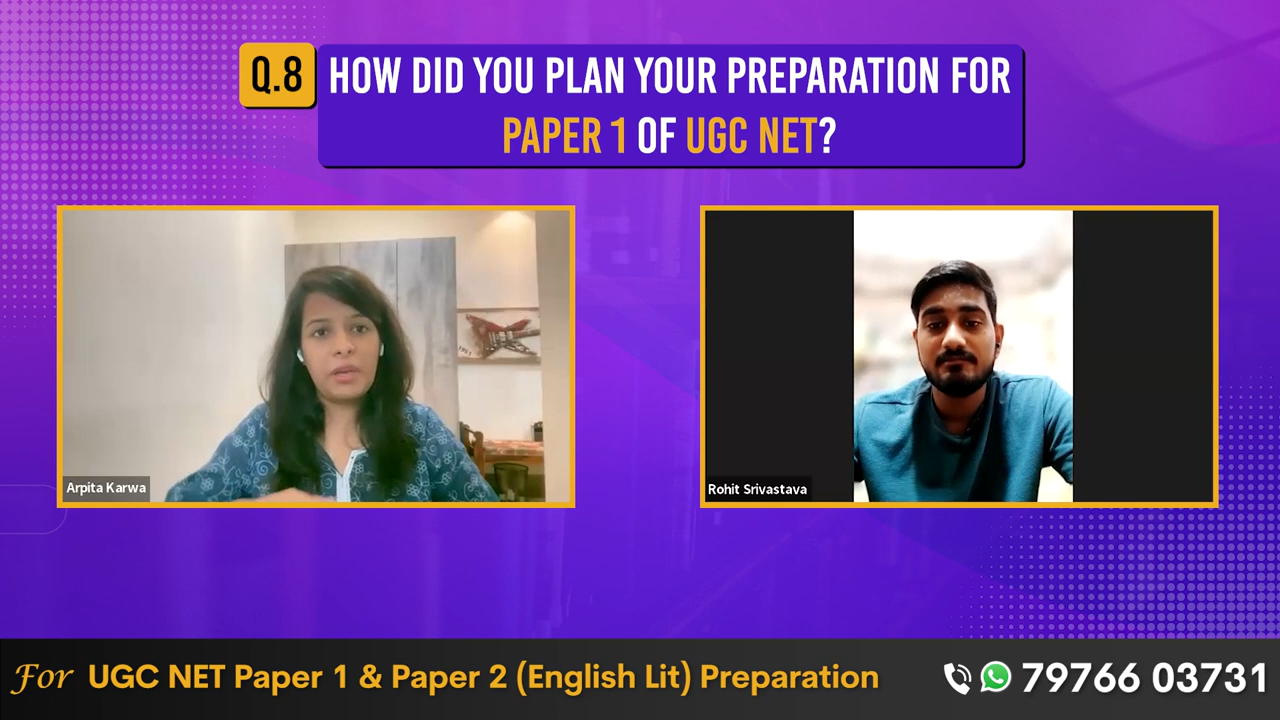 Q.8
HOW DID YOU PLAN YOUR PREPARATION FOR
PAPER 1 OF UGC NET?
Arpita Karwa
Rohit Srivastava
For UGC NET Paper 1 & Paper 2 (English Lit) Preparation
79766 03731